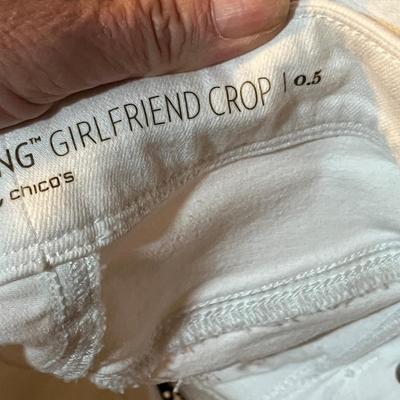 NG™ GIRLFRIEND CROP | 0.5
chico's